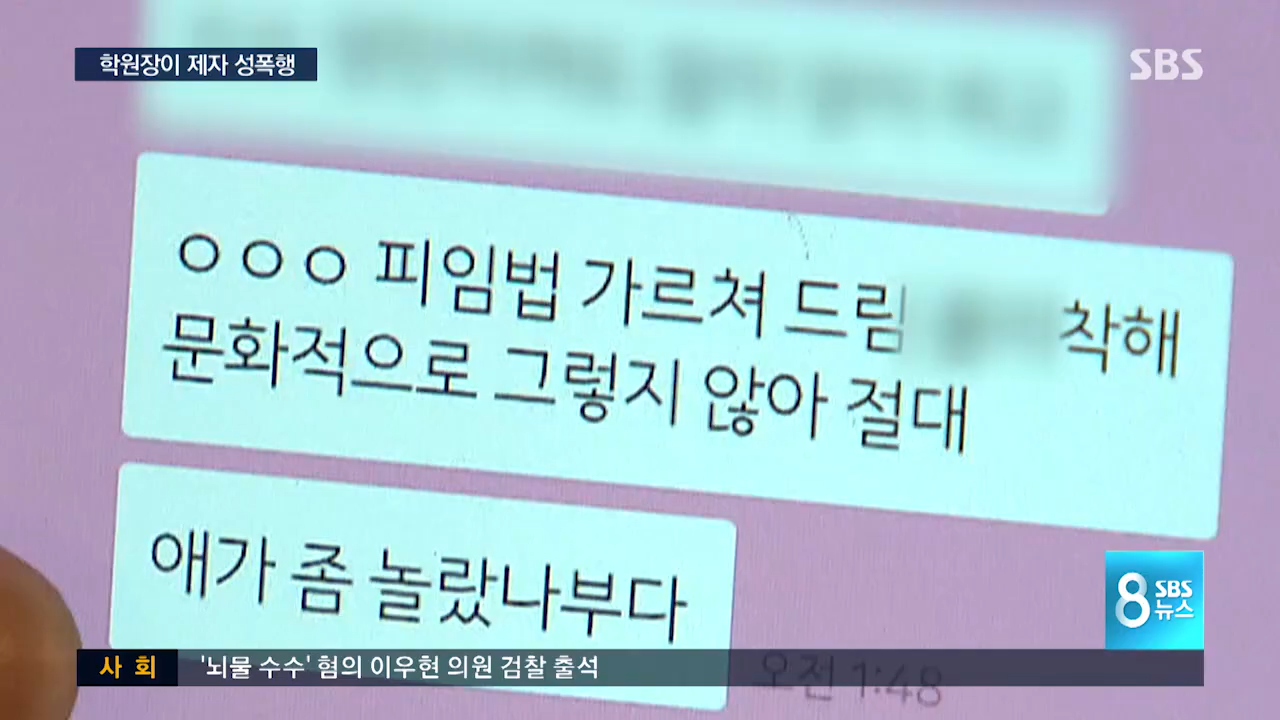 학원장이 제자 성폭행
SBS
ㅇㅇㅇ 피임법 가르쳐 드림 착해
문화적으로 그렇지 않아 절대
애가 좀 놀랐나부다
오전 1:48
8 SBS 뉴스
사회 '뇌물 수수' 혐의 이우현 의원 검찰 출석